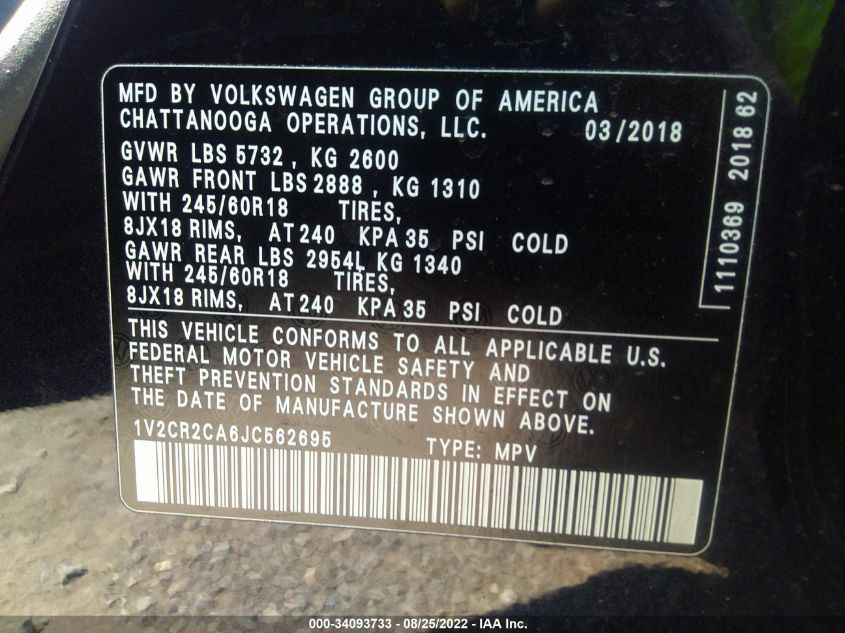 MFD BY VOLKSWAGEN GROUP OF AMERICA
CHATTANOOGA OPERATIONS, LLC. 03/2018
GVWR LBS 5732, KG 2600
GAWR FRONT LBS 2888, KG 1310
WITH 245/60R18 TIRES,
8JX18 RIMS, AT 240 KPA 35 PSI COLD
GAWR REAR LBS 2954L KG 1340
WITH 245/60R18 TIRES,
8JX18 RIMS, AT 240 KPA 35 PSI COLD
1110369 2018 62
THIS VEHICLE CONFORMS TO ALL APPLICABLE U.S.
FEDERAL MOTOR VEHICLE SAFETY AND
THEFT PREVENTION STANDARDS IN EFFECT ON
THE DATE OF MANUFACTURE SHOWN ABOVE.
1V2CR2CA6JC562695 TYPE: MPV
000-34093733 - 08/25/2022 - IAA Inc.